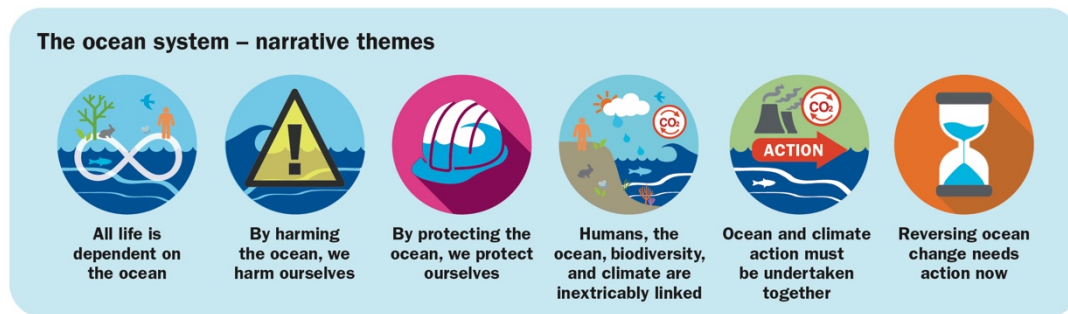 The ocean system – narrative themes
CO₂
CO₂
ACTION
!
All life is
dependent on
the ocean
By harming
the ocean, we
harm ourselves
By protecting the
ocean, we protect
ourselves
Humans, the
ocean, biodiversity,
and climate are
inextricably linked
Ocean and climate
action must
be undertaken
together
Reversing ocean
change needs
action now